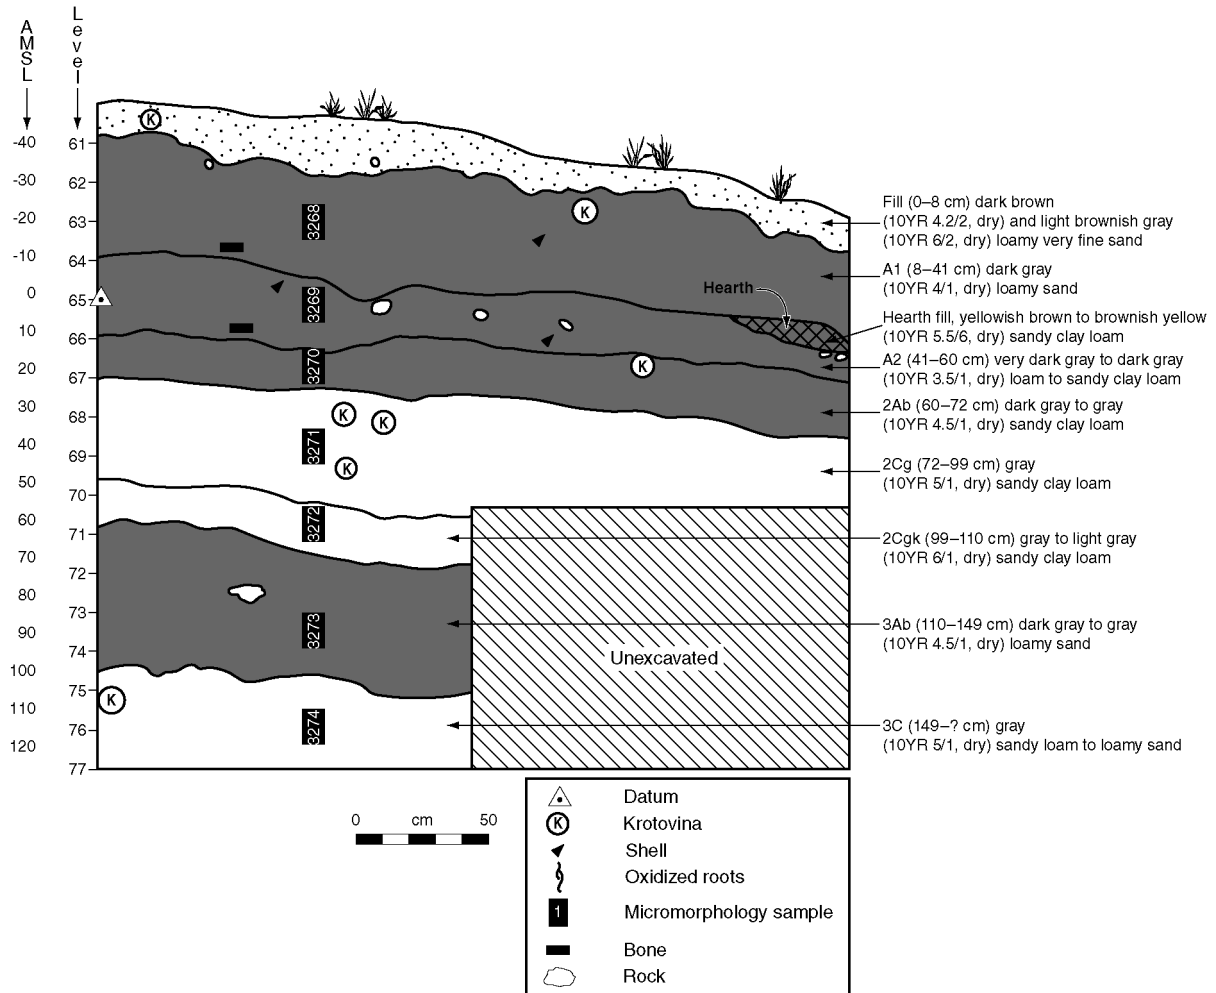 AMSL
Level
-40
-30
-20
-10
0
10
20
30
40
50
60
70
80
90
100
110
120
61
62
63
64
65
66
67
68
69
70
71
72
73
74
75
76
77
K
3268
K
3269
Hearth
3270
K
K
K
3271
K
3272
3273
Unexcavated
K
3274
Fill (0–8 cm) dark brown
(10YR 4.2/2, dry) and light brownish gray
(10YR 6/2, dry) loamy very fine sand
A1 (8–41 cm) dark gray
(10YR 4/1, dry) loamy sand
Hearth fill, yellowish brown to brownish yellow
(10YR 5.5/6, dry) sandy clay loam
A2 (41–60 cm) very dark gray to dark gray
(10YR 3.5/1, dry) loam to sandy clay loam
2Ab (60–72 cm) dark gray to gray
(10YR 4.5/1, dry) sandy clay loam
2Cg (72–99 cm) gray
(10YR 5/1, dry) sandy clay loam
2Cgk (99–110 cm) gray to light gray
(10YR 6/1, dry) sandy clay loam
3Ab (110–149 cm) dark gray to gray
(10YR 4.5/1, dry) loamy sand
3C (149–? cm) gray
(10YR 5/1, dry) sandy loam to loamy sand
0 cm 50
Datum
K Krotovina
Shell
Oxidized roots
1 Micromorphology sample
Bone
Rock